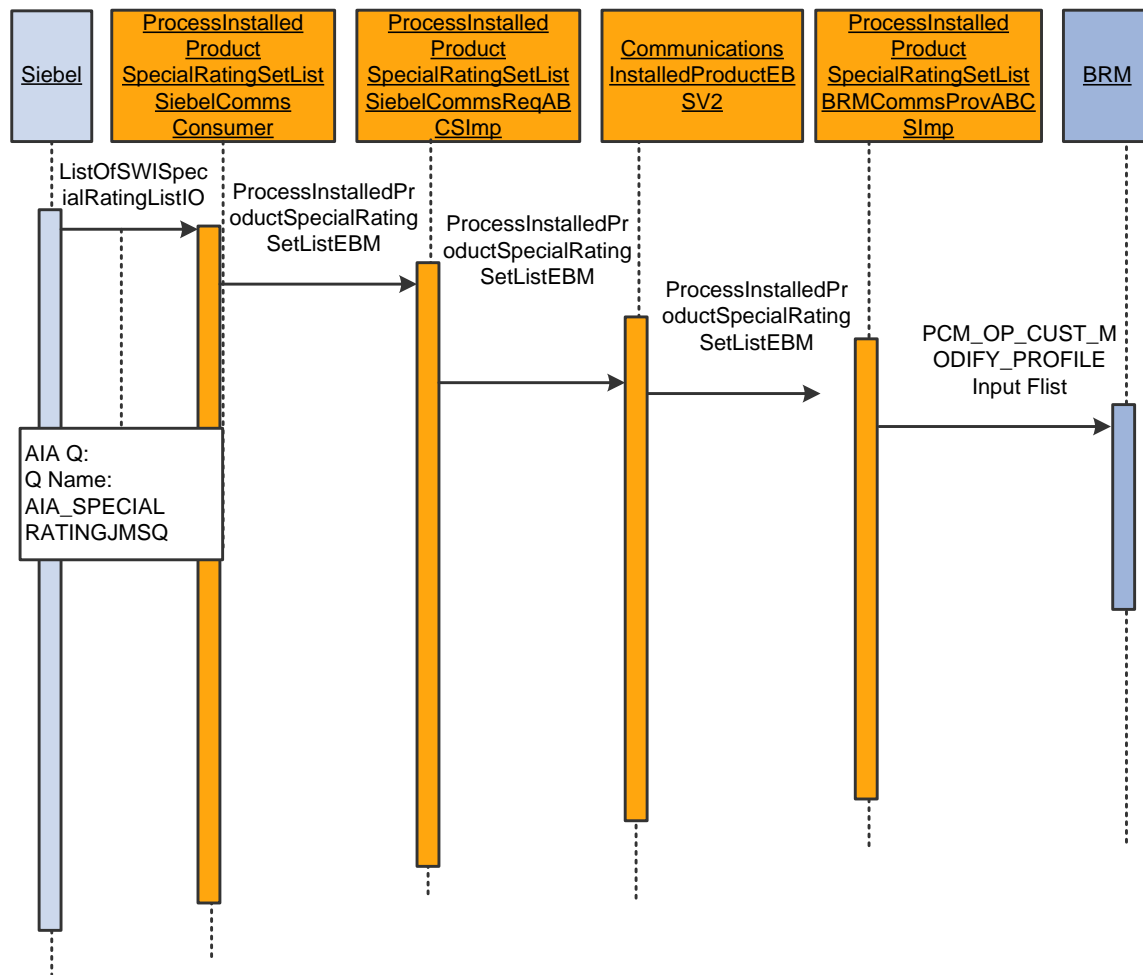 Siebel
ProcessInstalled
Product
SpecialRatingSetList
SiebelComms
Consumer
ProcessInstalled
Product
SpecialRatingSetList
SiebelCommsReqAB
CSImp
Communications
InstalledProductEB
SV2
ProcessInstalled
Product
SpecialRatingSetList
BRMCommsProvABC
SImp
BRM
ListOfSWISpec
ialRatingListIO
ProcessInstalledPr
oductSpecialRating
SetListEBM
ProcessInstalledPr
oductSpecialRating
SetListEBM
ProcessInstalledPr
oductSpecialRating
SetListEBM
PCM_OP_CUST_M
ODIFY_PROFILE
Input Flist
AIA Q:
Q Name:
AIA_SPECIAL
RATINGJMSQ